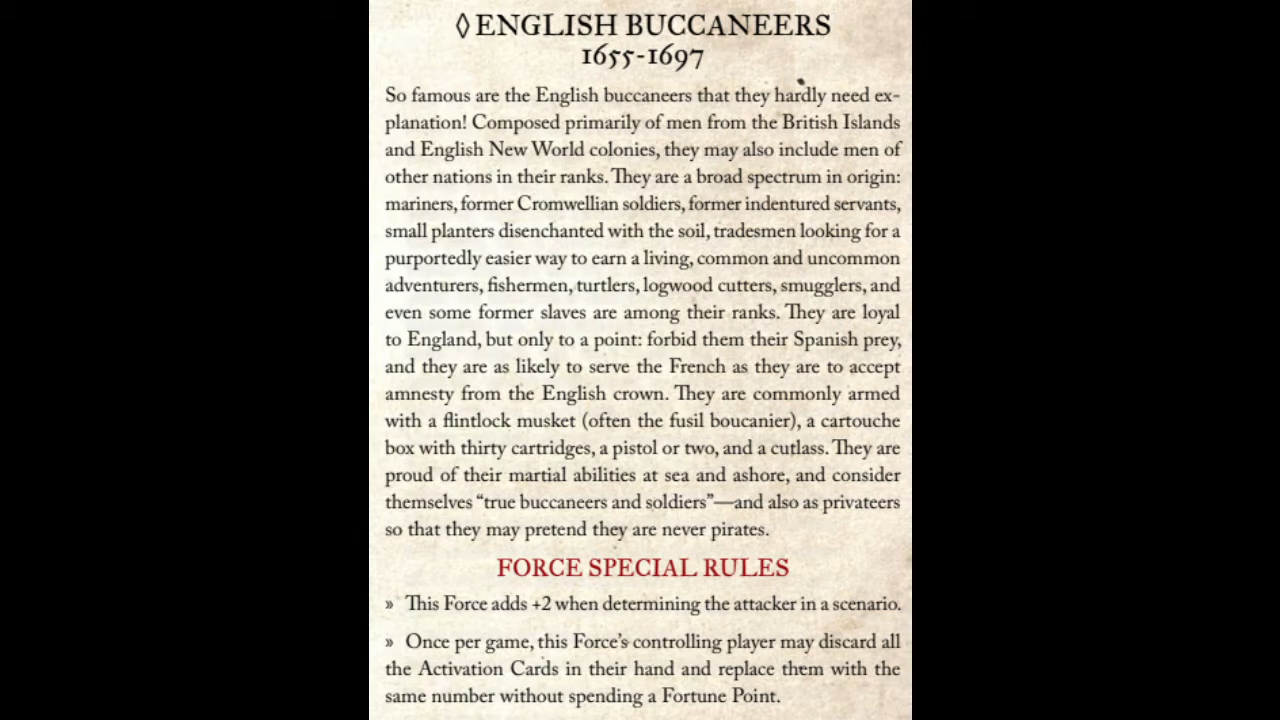 ◊ ENGLISH BUCCANEERS
1655-1697
So famous are the English buccaneers that they hardly need ex-
planation! Composed primarily of men from the British Islands
and English New World colonies, they may also include men of
other nations in their ranks. They are a broad spectrum in origin:
mariners, former Cromwellian soldiers, former indentured servants,
small planters disenchanted with the soil, tradesmen looking for a
purportedly easier way to earn a living, common and uncommon
adventurers, fishermen, turtlers, logwood cutters, smugglers, and
even some former slaves are among their ranks. They are loyal
to England, but only to a point: forbid them their Spanish prey,
and they are as likely to serve the French as they are to accept
amnesty from the English crown. They are commonly armed
with a flintlock musket (often the fusil boucanier), a cartouche
box with thirty cartridges, a pistol or two, and a cutlass. They are
proud of their martial abilities at sea and ashore, and consider
themselves “true buccaneers and soldiers”—and also as privateers
so that they may pretend they are never pirates.
FORCE SPECIAL RULES
» This Force adds +2 when determining the attacker in a scenario.
» Once per game, this Force’s controlling player may discard all
the Activation Cards in their hand and replace them with the
same number without spending a Fortune Point.